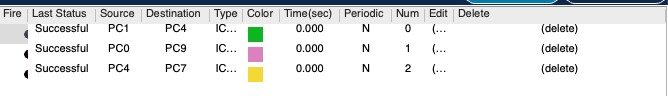 Fire Last Status Source Destination Type Color Time(sec) Periodic Num Edit Delete
Successful PC1 PC4 IC... 0.000 N 0 (... (delete)
Successful PC0 PC9 IC... 0.000 N 1 (... (delete)
Successful PC4 PC7 IC... 0.000 N 2 (... (delete)